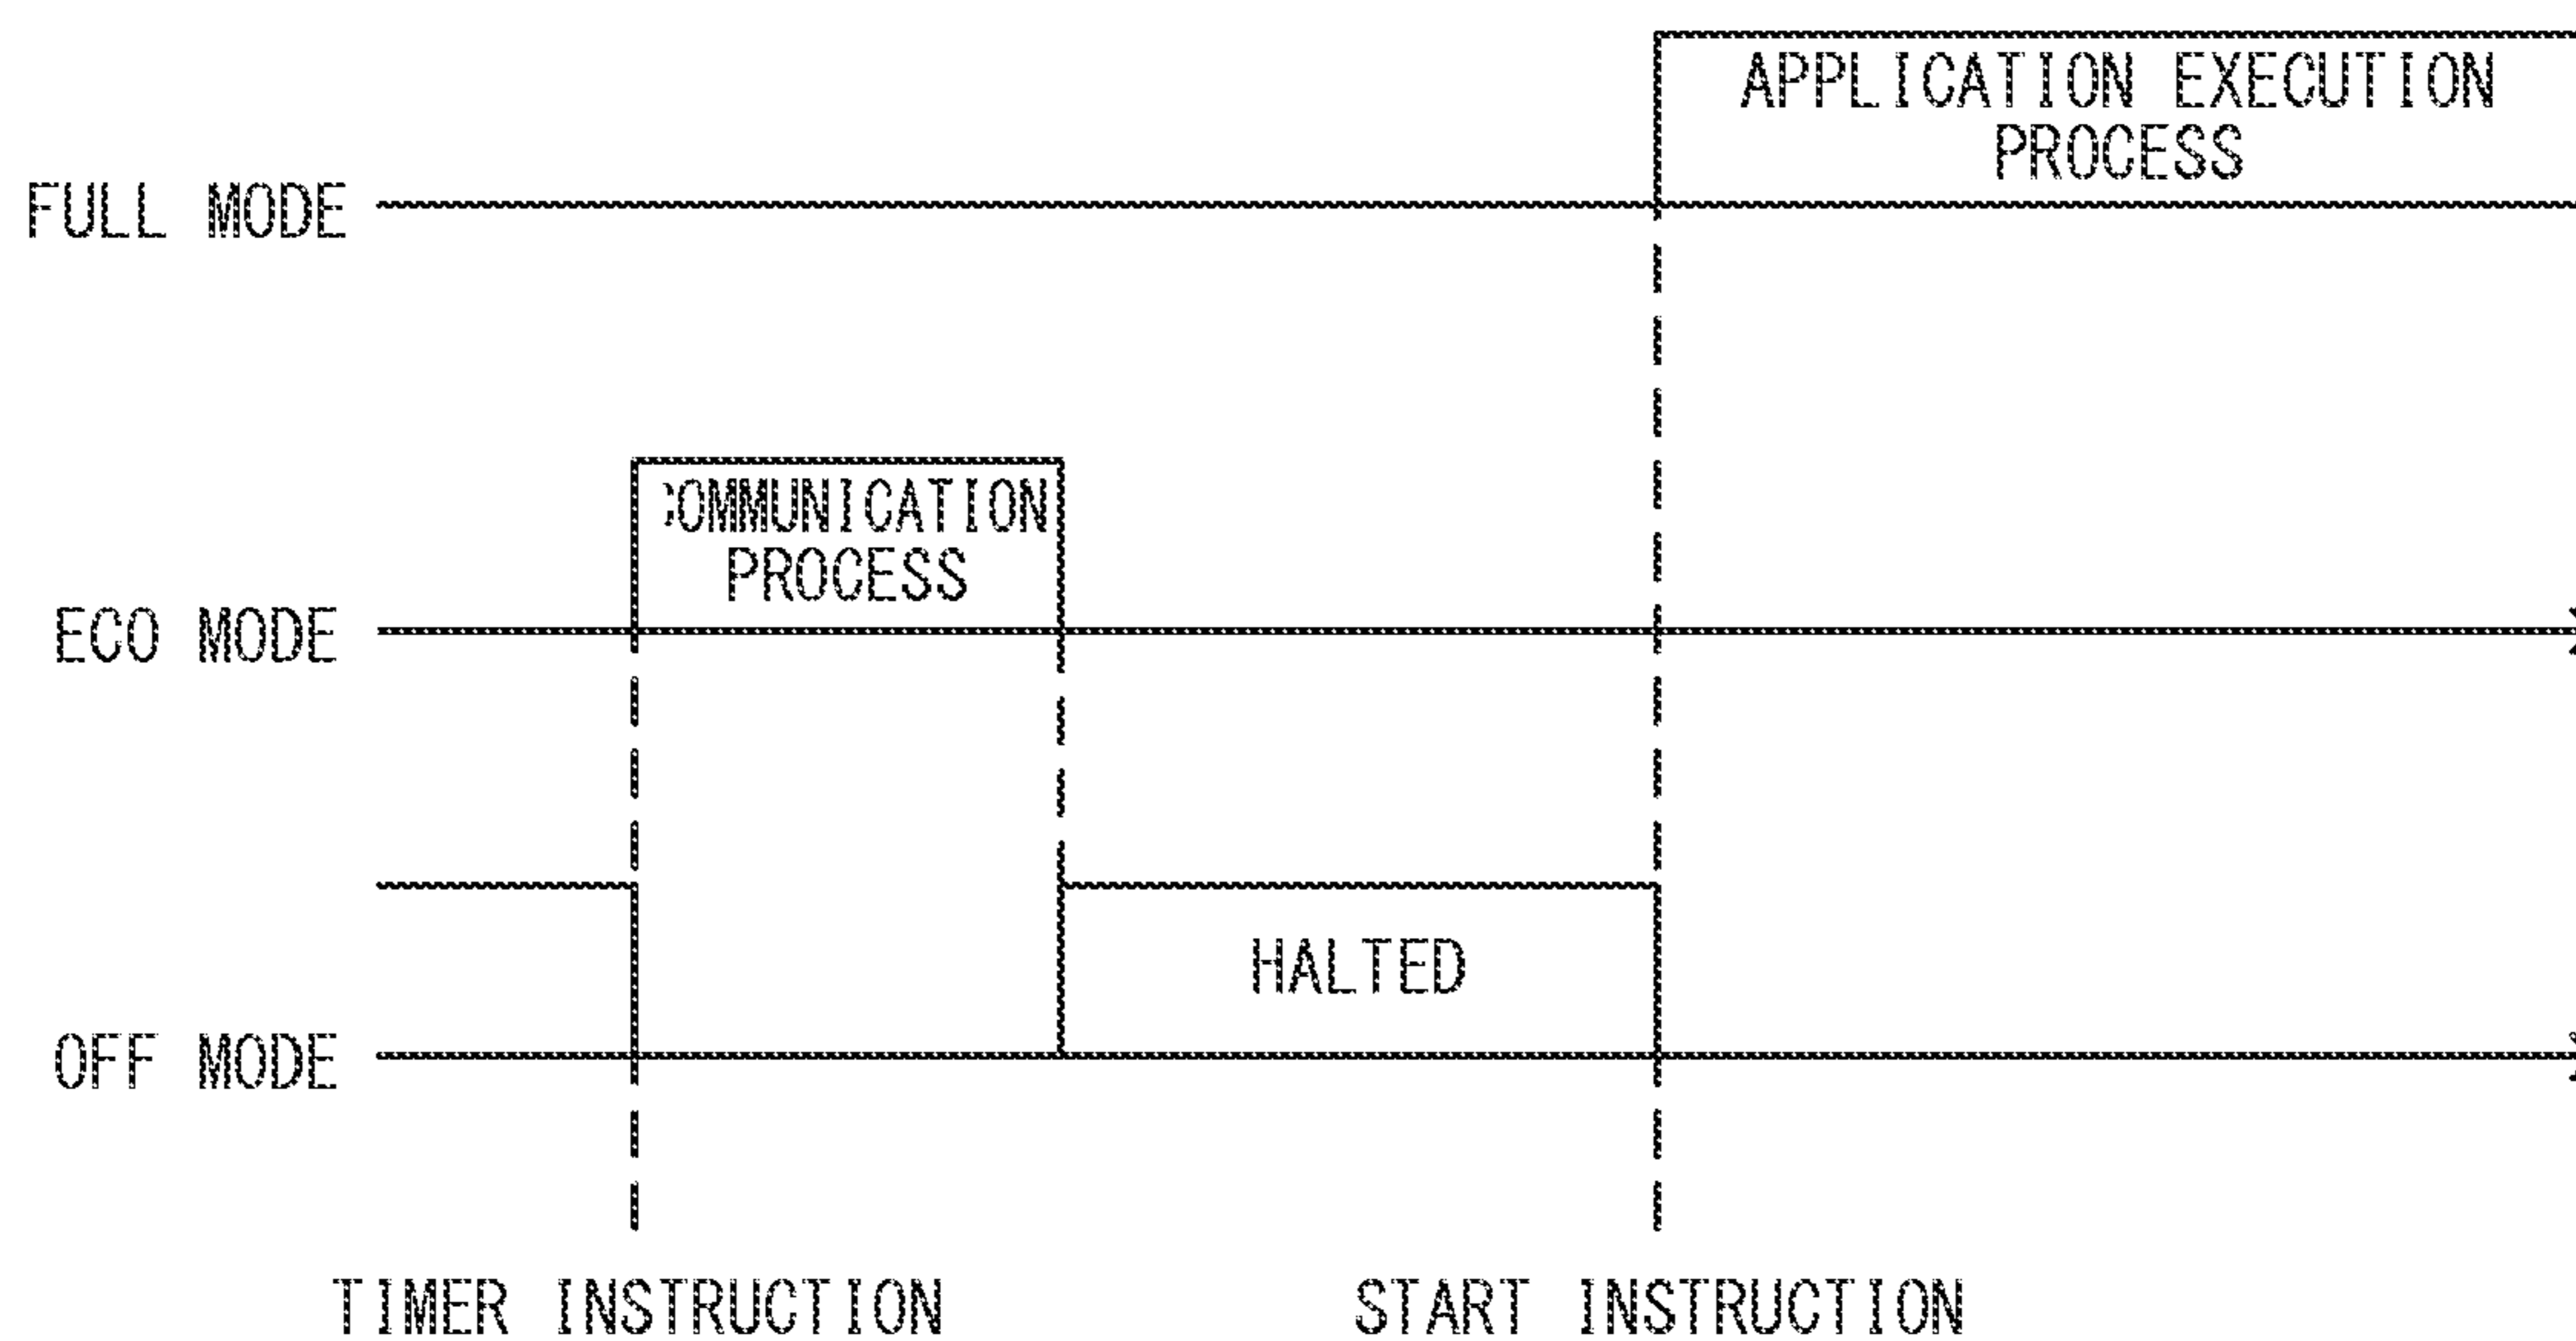 APPLICATION EXECUTION
PROCESS
FULL MODE
COMMUNICATION
PROCESS
ECO MODE
HALTED
OFF MODE
TIMER INSTRUCTION
START INSTRUCTION